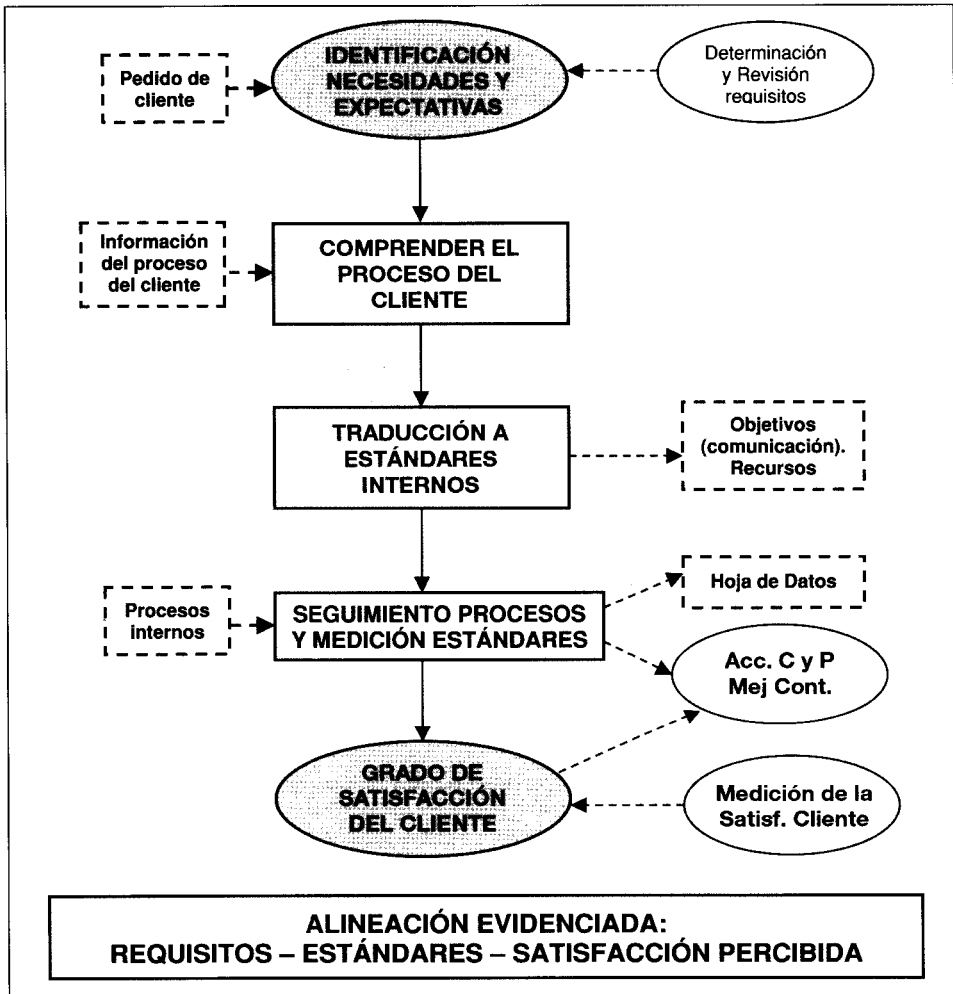 IDENTIFICACIÓN
NECESIDADES Y
EXPECTATIVAS
Pedido de
cliente
Determinación
y Revisión
requisitos
COMPRENDER EL
PROCESO DEL
CLIENTE
Información
del proceso
del cliente
TRADUCCIÓN A
ESTÁNDARES
INTERNOS
Objetivos
(comunicación).
Recursos
SEGUIMIENTO PROCESOS
Y MEDICIÓN ESTÁNDARES
Procesos
internos
Hoja de Datos
Acc. C y P
Mej Cont.
GRADO DE
SATISFACCIÓN
DEL CLIENTE
Medición de la
Satisf. Cliente
ALINEACIÓN EVIDENCIADA:
REQUISITOS – ESTÁNDARES – SATISFACCIÓN PERCIBIDA